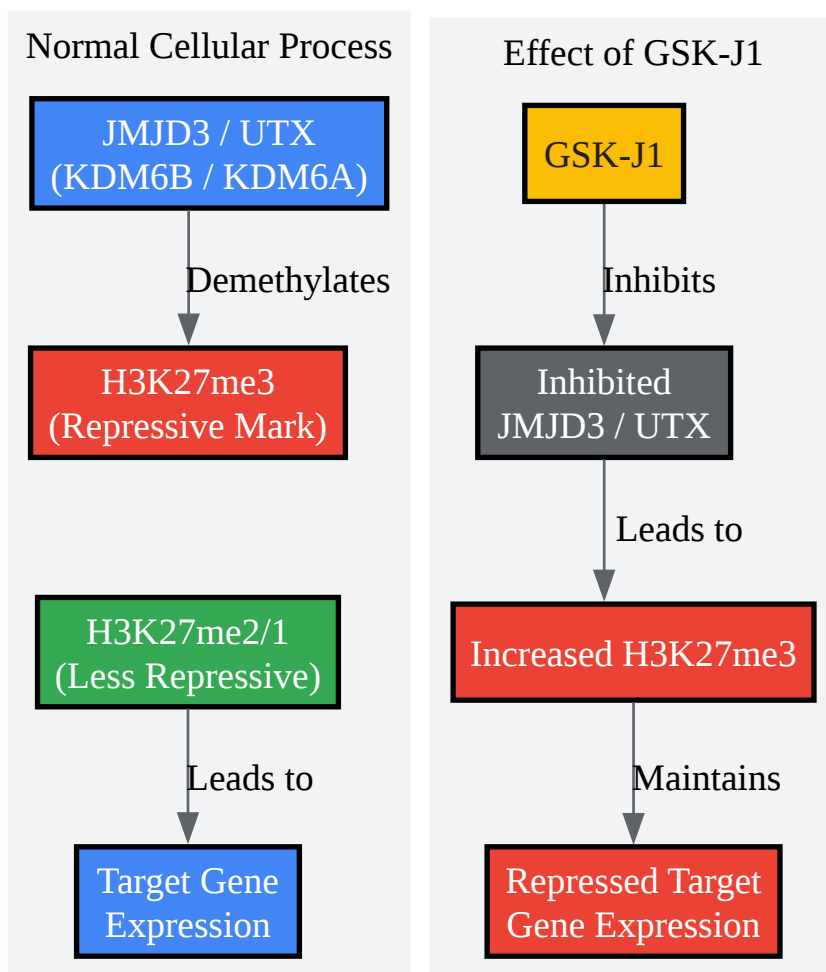 Normal Cellular Process
JMJD3 / UTX
(KDM6B / KDM6A)
Demethylates
H3K27me3
(Repressive Mark)
H3K27me2/1
(Less Repressive)
Leads to
Target Gene
Expression
Effect of GSK-J1
GSK-J1
Inhibits
Inhibited
JMJD3 / UTX
Leads to
Increased H3K27me3
Maintains
Repressed Target
Gene Expression